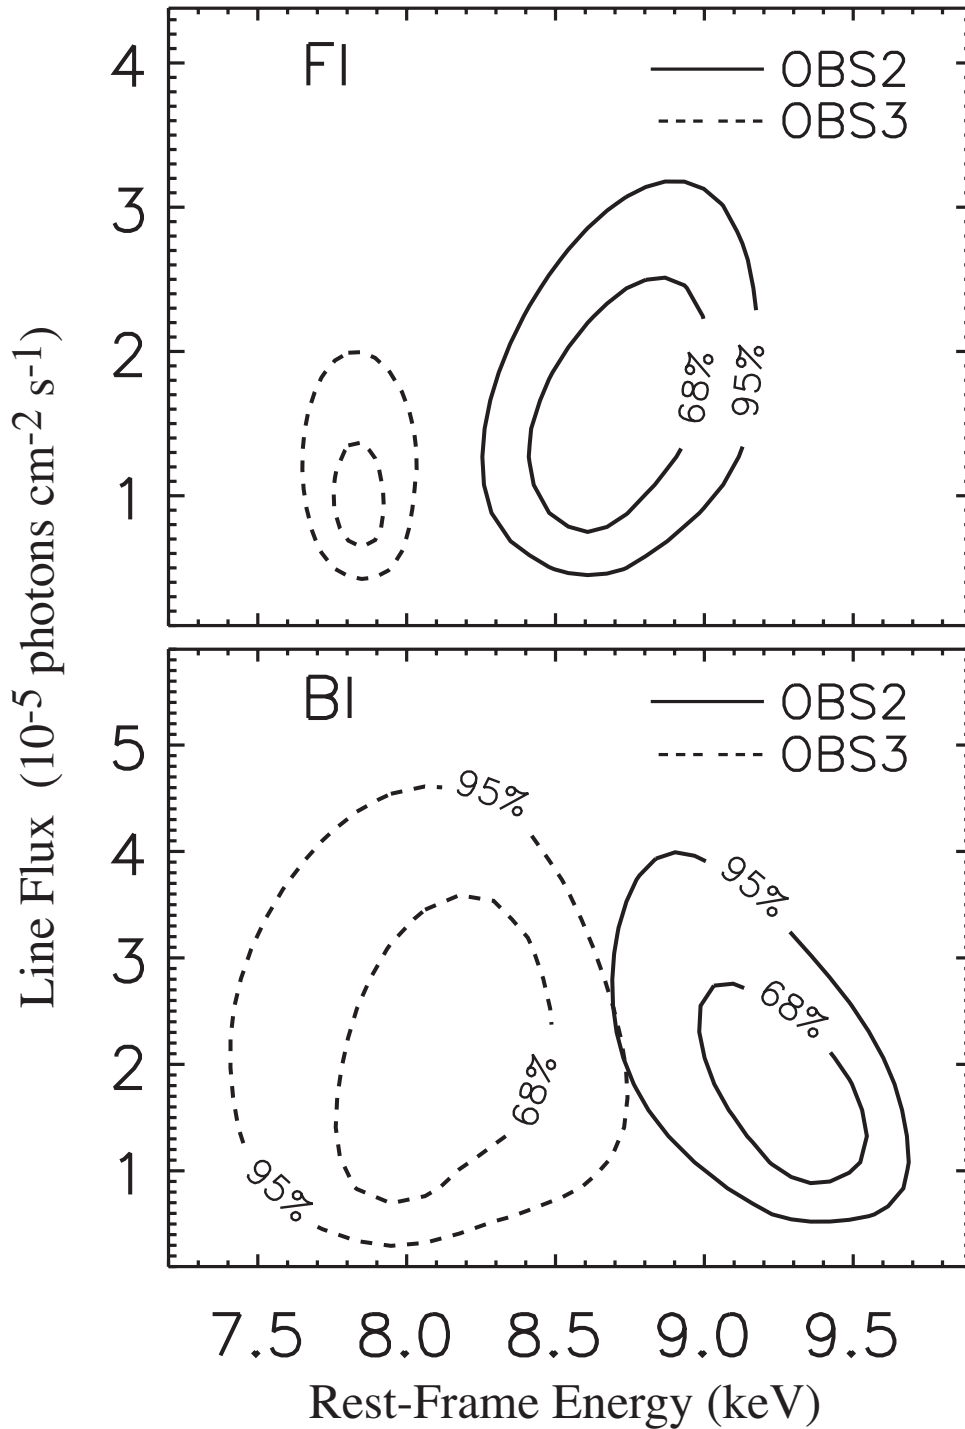 4
3
2
1
FI
OBS2
OBS3
68%
95%
BI
OBS2
OBS3
5
4
3
2
1
95%
95%
68%
68%
95%
7.5 8.0 8.5 9.0 9.5
Rest-Frame Energy (keV)
Line Flux (10-5 photons cm-2 s-1)